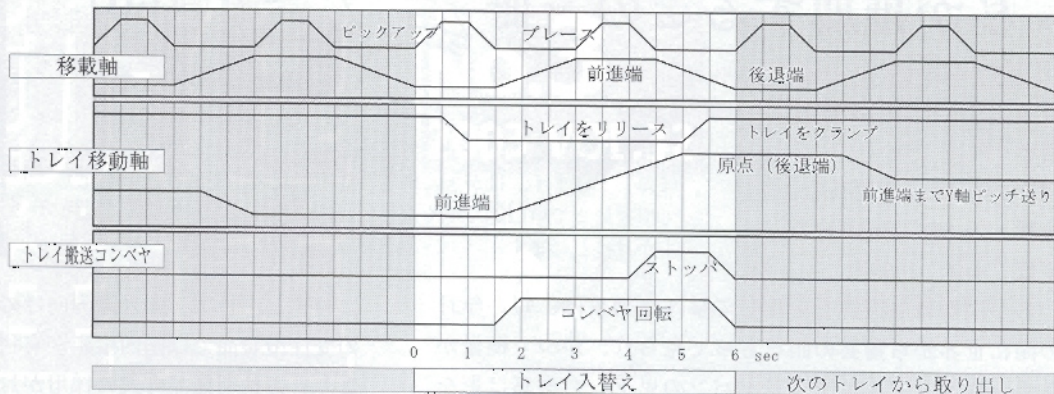 ピックアップ
プレース
移載軸
前進端
後退端
トレイをリリース
トレイをクランプ
トレイ移動軸
原点（後退端）
前進端
前進端までY軸ピッチ送り
トレイ搬送コンベヤ
ストッパ
コンベヤ回転
0 1 2 3 4 5 6 sec
トレイ入替え
次のトレイから取り出し